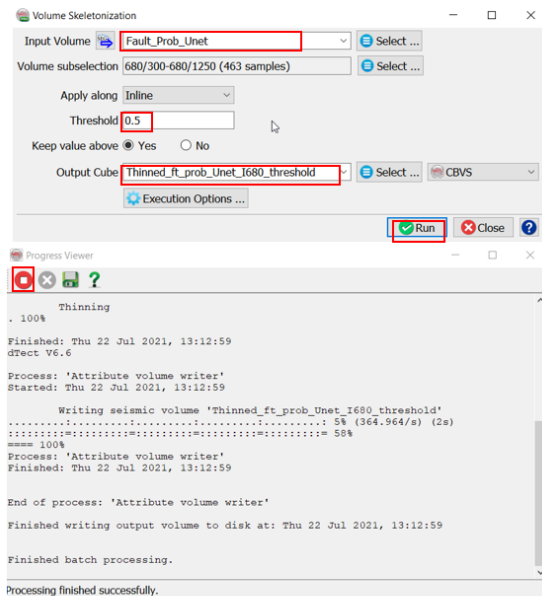 Volume Skeletonization
Input Volume Fault_Prob_Unet Select ...
Volume subselection 680/300-680/1250 (463 samples) Select ...
Apply along Inline
Threshold 0.5
Keep value above Yes No
Output Cube Thinned_ft_prob_Unet_I680_threshold Select ... CBVS
Execution Options ...
Run Close ?
Progress Viewer
?
Thinning
. 100%
Finished: Thu 22 Jul 2021, 13:12:59
dTect V6.6
Process: 'Attribute volume writer'
Started: Thu 22 Jul 2021, 13:12:59
Writing seismic volume 'Thinned_ft_prob_Unet_I680_threshold'
.........:.........:.........:.........:.........: 5% (364.964/s) (2s)
:::::::::=:::::::::=:::::::::=:::::::::=:::::::::= 58%
==== 100%
Process: 'Attribute volume writer'
Finished: Thu 22 Jul 2021, 13:12:59
End of process: 'Attribute volume writer'
Finished writing output volume to disk at: Thu 22 Jul 2021, 13:12:59
Finished batch processing.
Processing finished successfully.